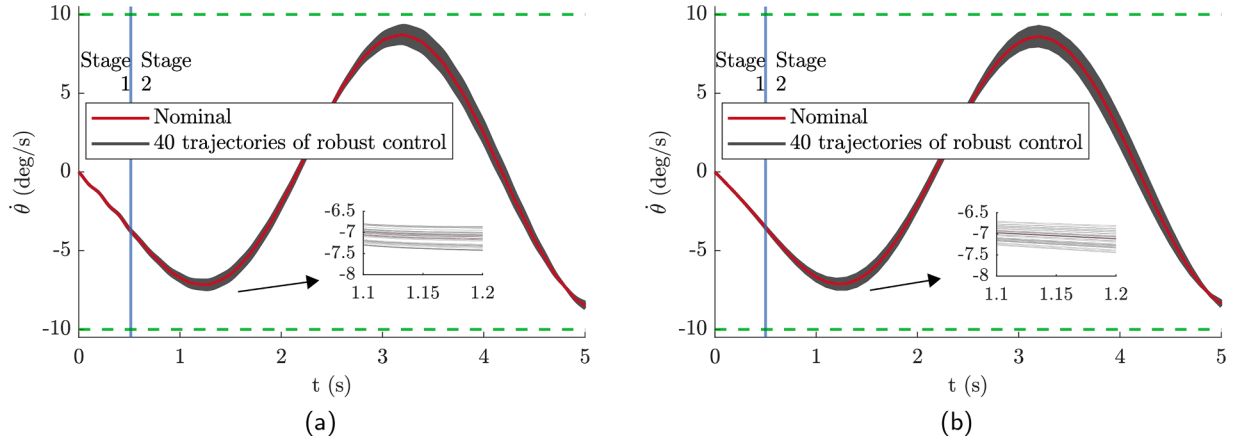 10
5
0
-5
-10
θ̇ (deg/s)
Stage
1
Stage
2
Nominal
40 trajectories of robust control
-6.5
-7
-7.5
-8
1.1
1.15
1.2
0
1
2
3
4
5
t (s)
(a)
10
5
0
-5
-10
θ̇ (deg/s)
Stage
1
Stage
2
Nominal
40 trajectories of robust control
-6.5
-7
-7.5
-8
1.1
1.15
1.2
0
1
2
3
4
5
t (s)
(b)